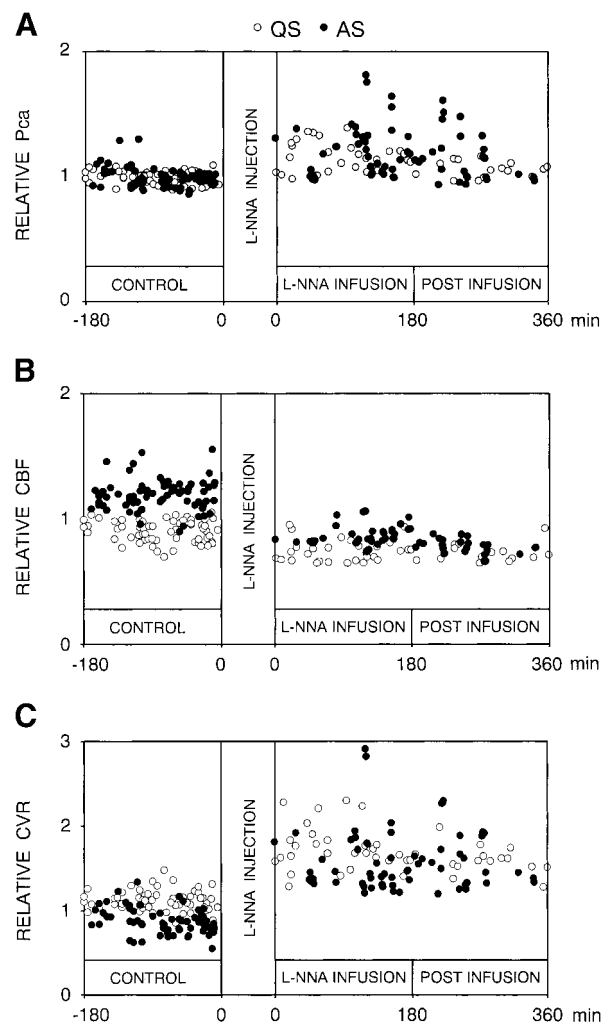 A
○ QS ● AS
2
1
0
RELATIVE Pca
L-NNA INJECTION
CONTROL
L-NNA INFUSION
POST INFUSION
-180 0 0 180 360 min
B
2
1
0
RELATIVE CBF
L-NNA INJECTION
CONTROL
L-NNA INFUSION
POST INFUSION
-180 0 0 180 360 min
C
3
2
1
0
RELATIVE CVR
L-NNA INJECTION
CONTROL
L-NNA INFUSION
POST INFUSION
-180 0 0 180 360 min